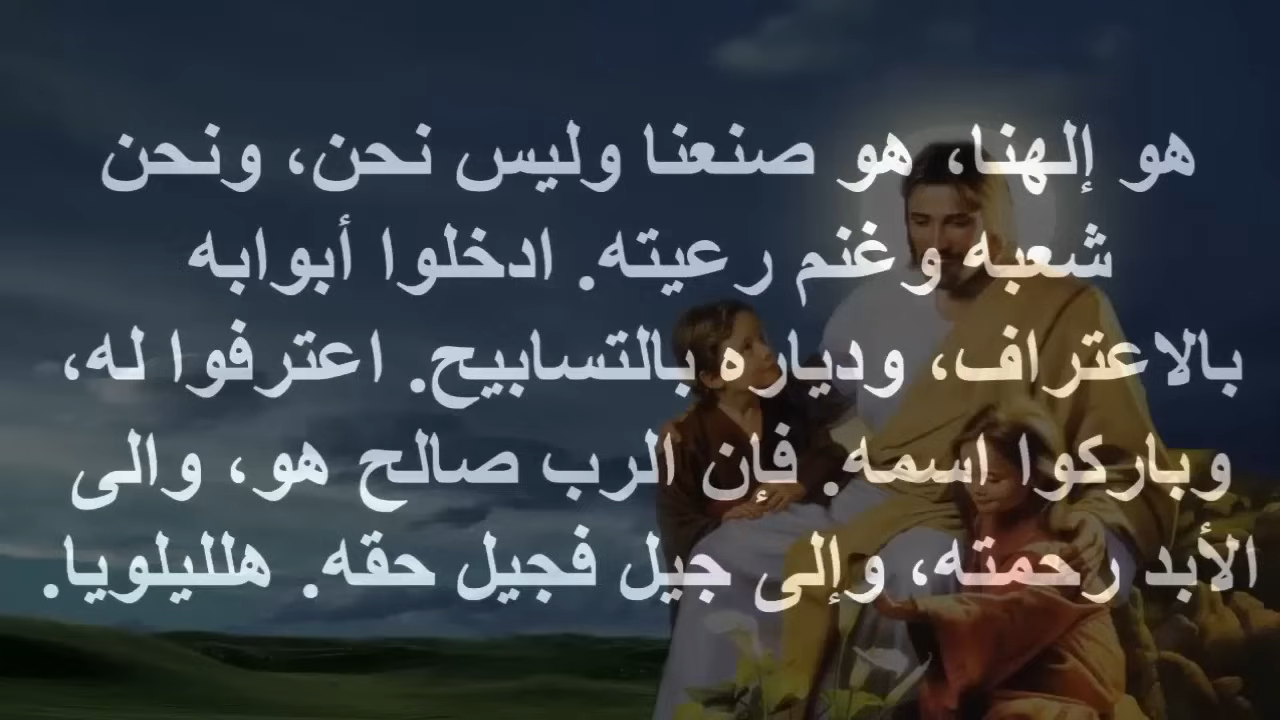 هو إلهنا، هو صنعنا وليس نحن، ونحن
شعبه وغنم رعيته. ادخلوا أبوابه
بالاعتراف، ودياره بالتسابيح. اعترفوا له،
وباركوا اسمه. فإن الرب صالح هو، والى
الأبد رحمته، وإلى جيل فجيل حقه. هلليلويا.